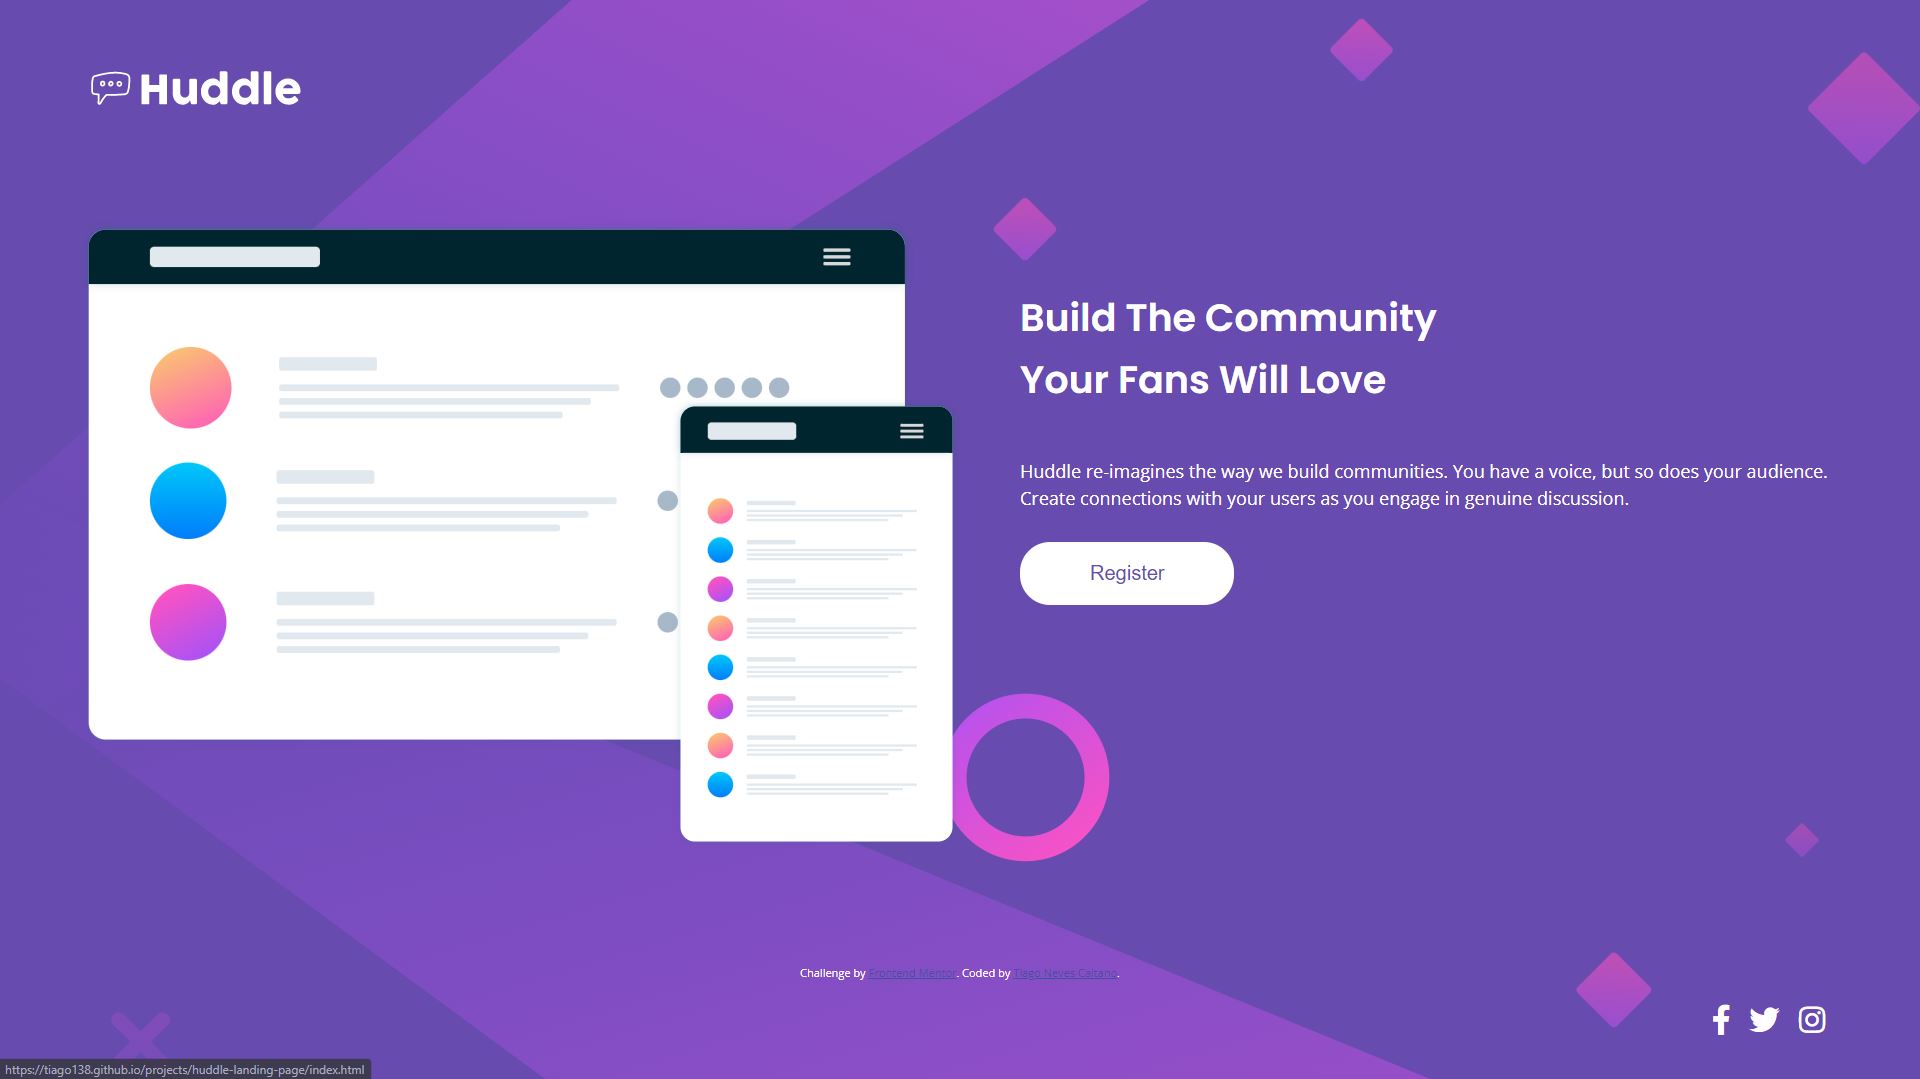 Huddle
Build The Community
Your Fans Will Love
Huddle re-imagines the way we build communities. You have a voice, but so does your audience.
Create connections with your users as you engage in genuine discussion.
Register
Challenge by Frontend Mentor. Coded by Tiago Neves Caitano.
https://tiago138.github.io/projects/huddle-landing-page/index.html